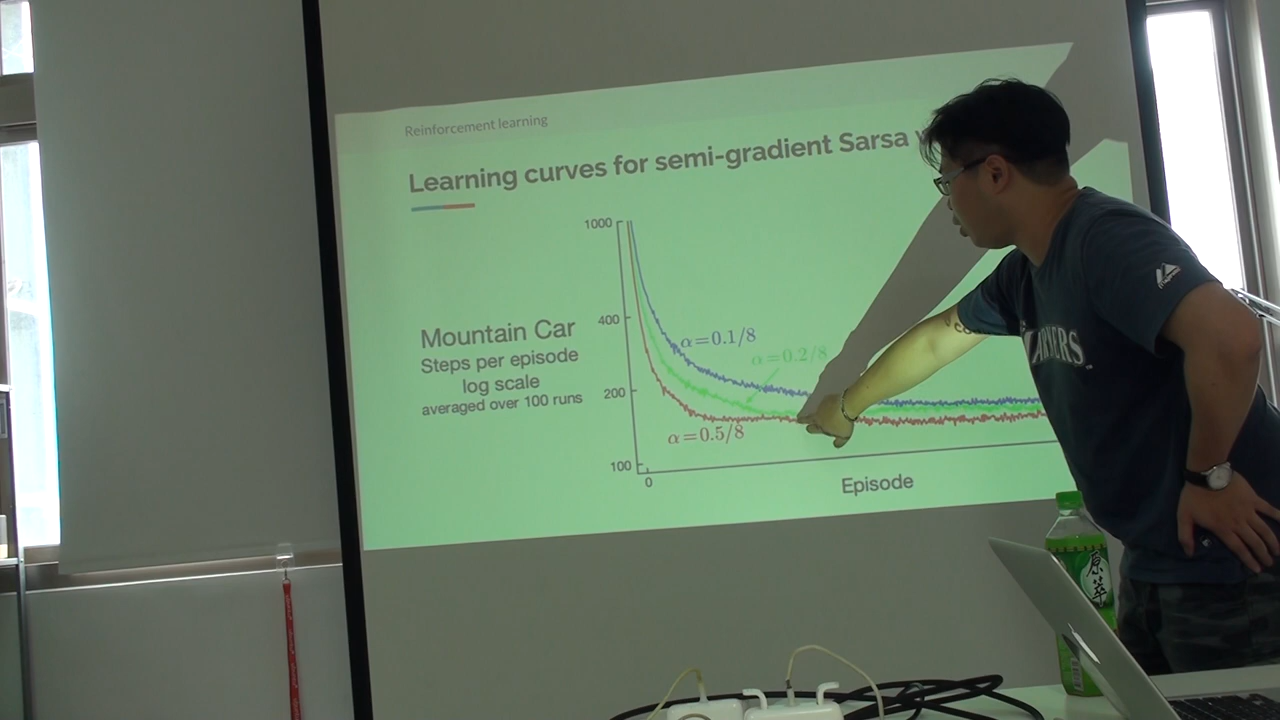 Reinforcement learning
Learning curves for semi-gradient Sarsa
1000
400
200
100
0
Mountain Car
Steps per episode
log scale
averaged over 100 runs
α=0.1/8
α=0.2/8
α=0.5/8
Episode
原萃